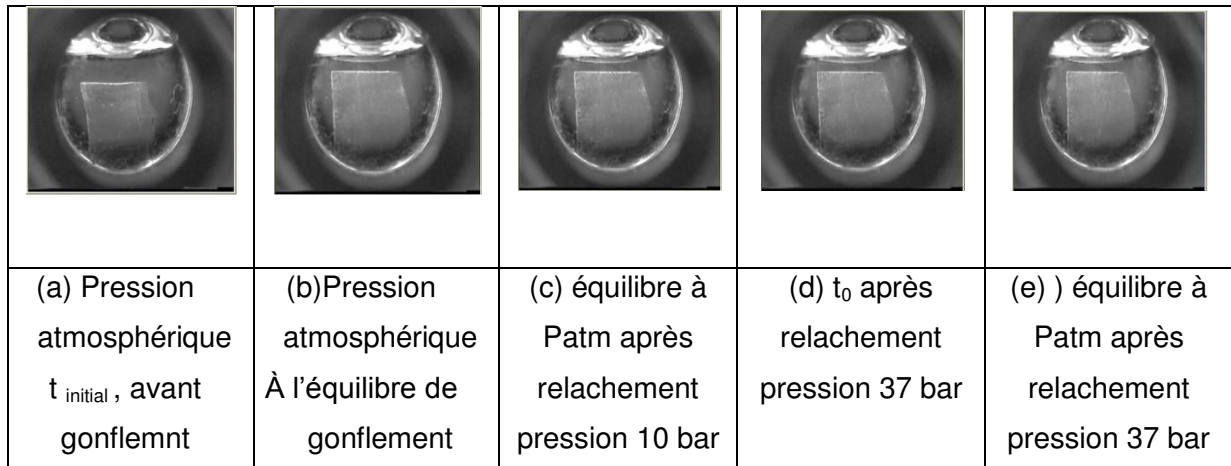 (a) Pression
atmosphérique
t initial , avant
gonflemnt
(b)Pression
atmosphérique
À l'équilibre de
gonflement
(c) équilibre à
Patm après
relachement
pression 10 bar
(d) t₀ après
relachement
pression 37 bar
(e) ) équilibre à
Patm après
relachement
pression 37 bar